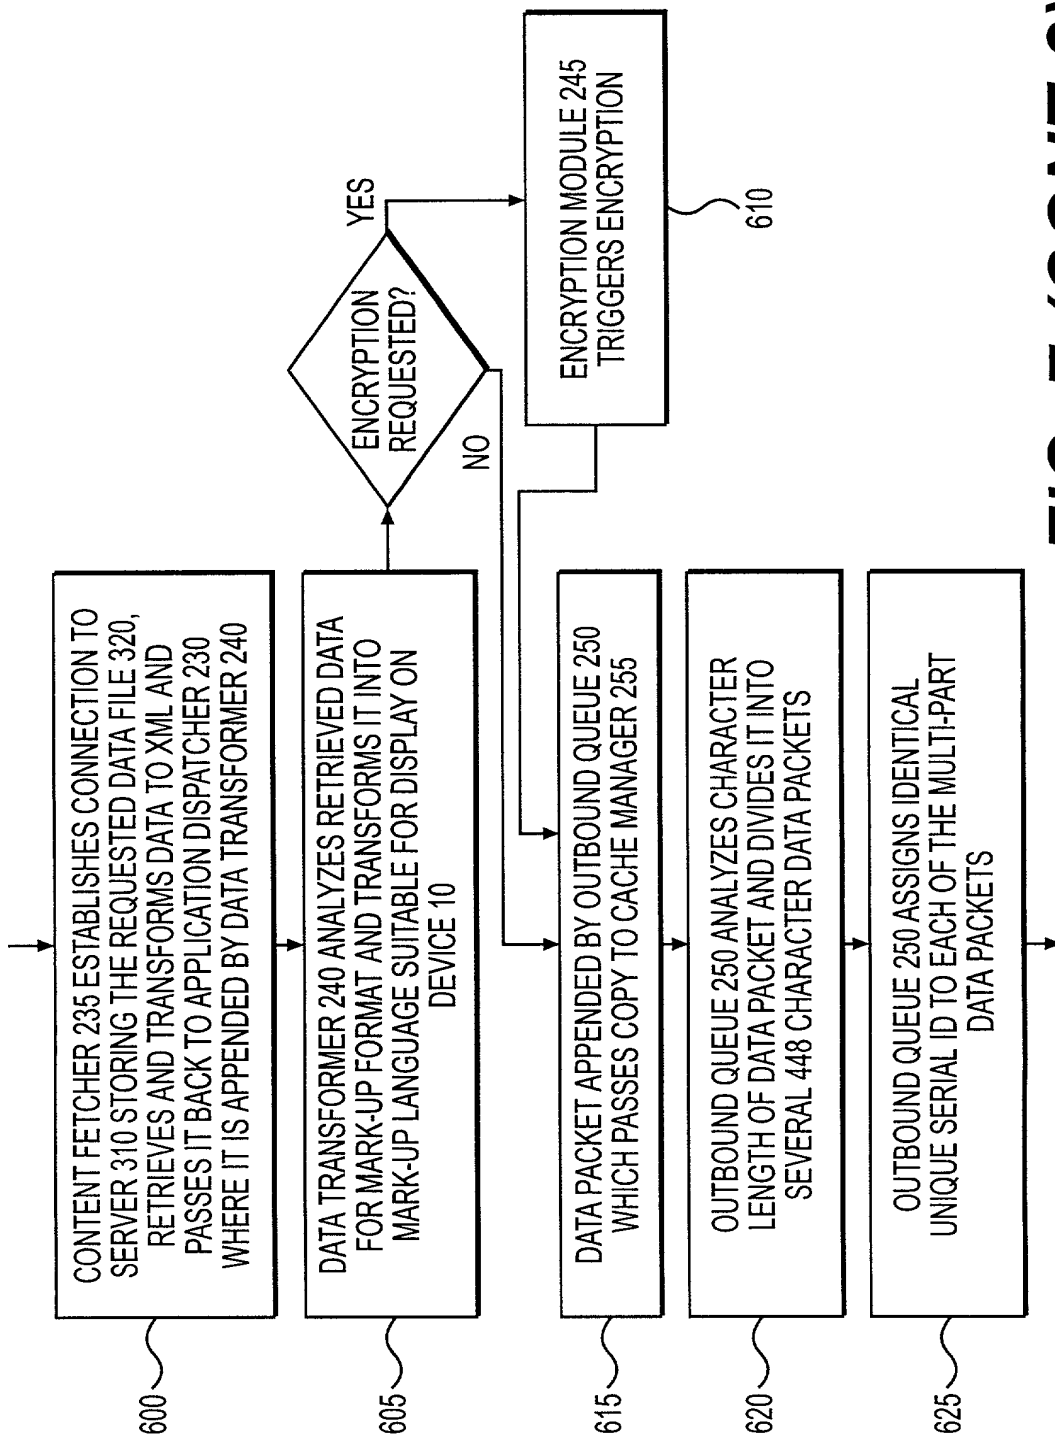 600
CONTENT FETCHER 235 ESTABLISHES CONNECTION TO
SERVER 310 STORING THE REQUESTED DATA FILE 320,
RETRIEVES AND TRANSFORMS DATA TO XML AND
PASSES IT BACK TO APPLICATION DISPATCHER 230
WHERE IT IS APPENDED BY DATA TRANSFORMER 240
605
DATA TRANSFORMER 240 ANALYZES RETRIEVED DATA
FOR MARK-UP FORMAT AND TRANSFORMS IT INTO
MARK-UP LANGUAGE SUITABLE FOR DISPLAY ON
DEVICE 10
ENCRYPTION
REQUESTED?
YES
NO
ENCRYPTION MODULE 245
TRIGGERS ENCRYPTION
610
615
DATA PACKET APPENDED BY OUTBOUND QUEUE 250
WHICH PASSES COPY TO CACHE MANAGER 255
620
OUTBOUND QUEUE 250 ANALYZES CHARACTER
LENGTH OF DATA PACKET AND DIVIDES IT INTO
SEVERAL 448 CHARACTER DATA PACKETS
625
OUTBOUND QUEUE 250 ASSIGNS IDENTICAL
UNIQUE SERIAL ID TO EACH OF THE MULTI-PART
DATA PACKETS